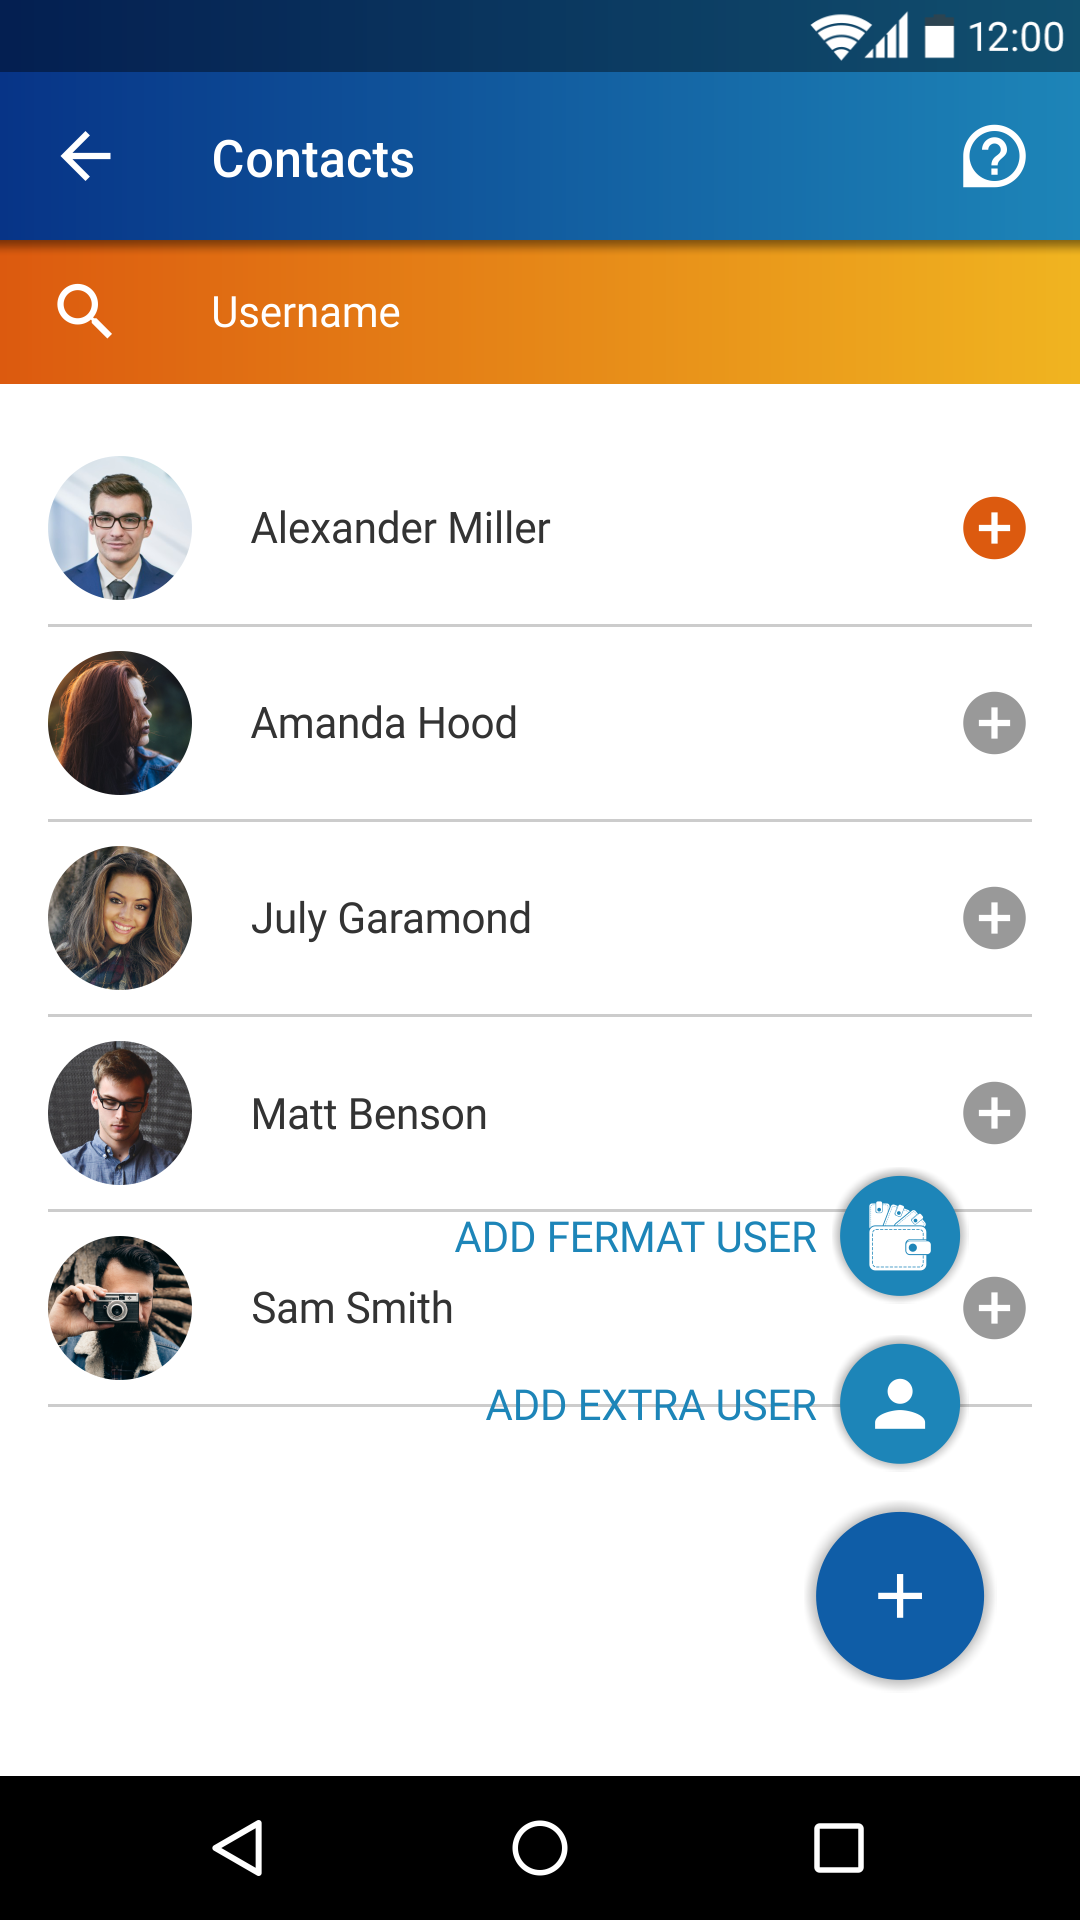 12:00
Contacts
Username
Alexander Miller
Amanda Hood
July Garamond
Matt Benson
ADD FERMAT USER
Sam Smith
ADD EXTRA USER